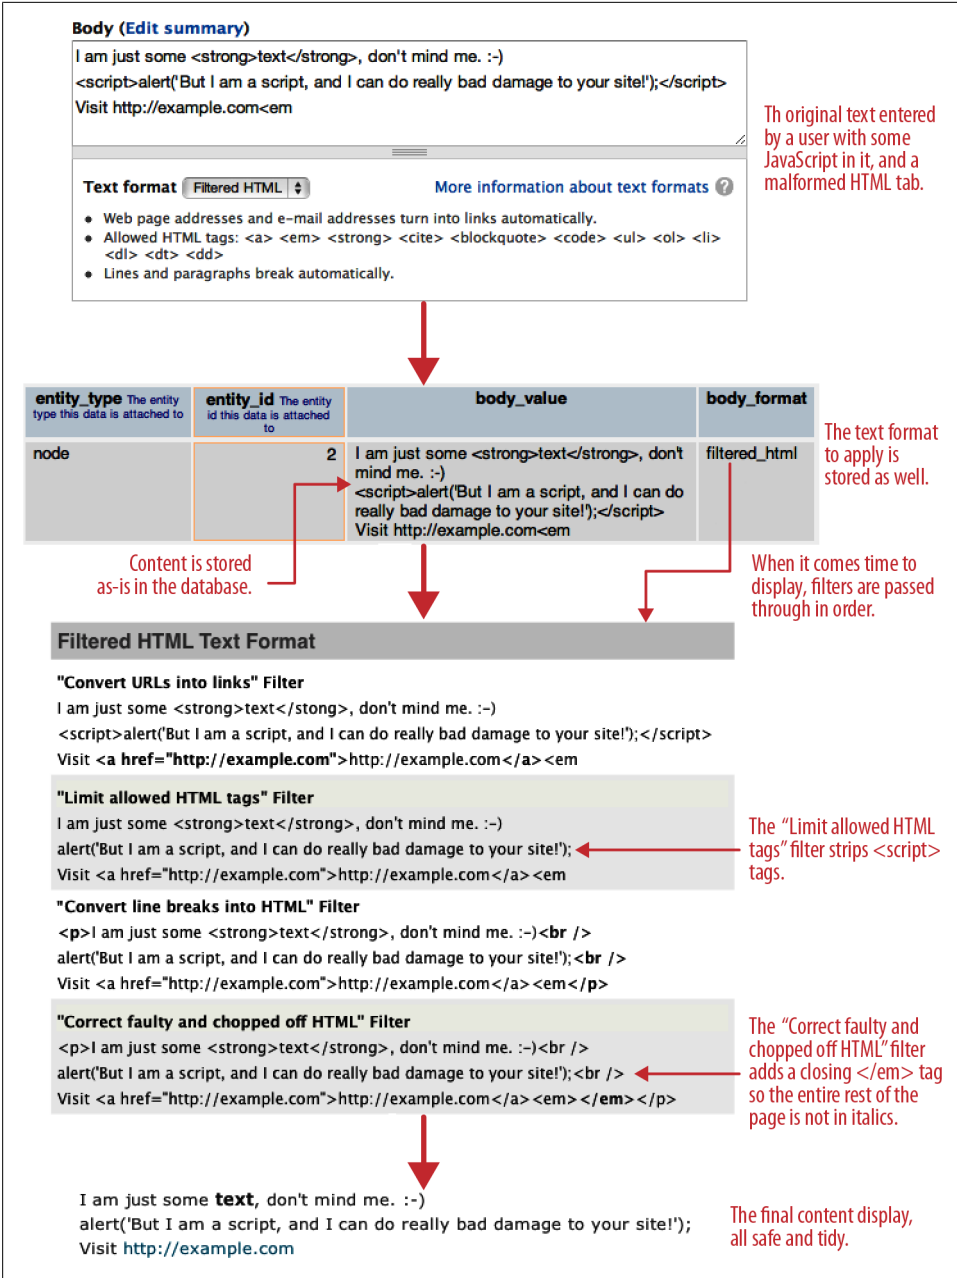 Body (Edit summary)
I am just some <strong>text</strong>, don't mind me. :-)
<script>alert('But I am a script, and I can do really bad damage to your site!');</script>
Visit http://example.com<em
Th original text entered
by a user with some
JavaScript in it, and a
malformed HTML tab.
Text format Filtered HTML
More information about text formats ?
• Web page addresses and e-mail addresses turn into links automatically.
• Allowed HTML tags: <a> <em> <strong> <cite> <blockquote> <code> <ul> <ol> <li>
<dl> <dt> <dd>
• Lines and paragraphs break automatically.
entity_type The entity
type this data is attached to
entity_id The entity
id this data is attached
to
body_value
body_format
node
2
I am just some <strong>text</strong>, don't
mind me. :-)
<script>alert('But I am a script, and I can do
really bad damage to your site!');</script>
Visit http://example.com<em
filtered_html
The text format
to apply is
stored as well.
Content is stored
as-is in the database.
When it comes time to
display, filters are passed
through in order.
Filtered HTML Text Format
"Convert URLs into links" Filter
I am just some <strong>text</stong>, don't mind me. :-)
<script>alert('But I am a script, and I can do really bad damage to your site!');</script>
Visit <a href="http://example.com">http://example.com</a><em
"Limit allowed HTML tags" Filter
I am just some <strong>text</strong>, don't mind me. :-)
alert('But I am a script, and I can do really bad damage to your site!');
Visit <a href="http://example.com">http://example.com</a><em
The “Limit allowed HTML
tags” filter strips <script>
tags.
"Convert line breaks into HTML" Filter
<p>I am just some <strong>text</strong>, don't mind me. :-)<br />
alert('But I am a script, and I can do really bad damage to your site!');<br />
Visit <a href="http://example.com">http://example.com</a><em</p>
"Correct faulty and chopped off HTML" Filter
<p>I am just some <strong>text</strong>, don't mind me. :-)<br />
alert('But I am a script, and I can do really bad damage to your site!');<br />
Visit <a href="http://example.com">http://example.com</a><em></em></p>
The “Correct faulty and
chopped off HTML” filter
adds a closing </em> tag
so the entire rest of the
page is not in italics.
I am just some text, don't mind me. :-)
alert('But I am a script, and I can do really bad damage to your site!');
Visit http://example.com
The final content display,
all safe and tidy.